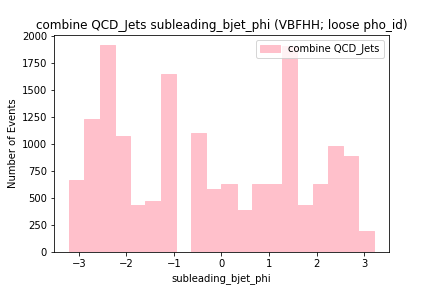 combine QCD_Jets subleading_bjet_phi (VBFHH; loose pho_id)
combine QCD_Jets
Number of Events
2000
1750
1500
1250
1000
750
500
250
0
−3 −2 −1 0 1 2 3
subleading_bjet_phi